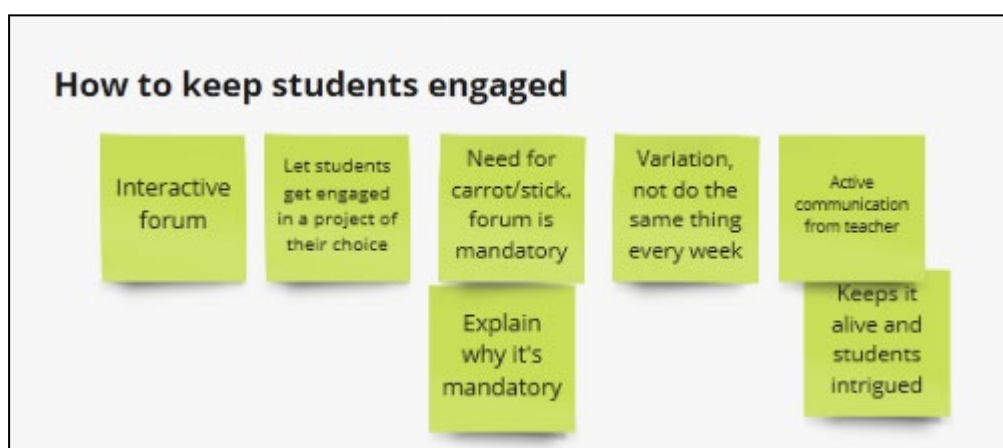 How to keep students engaged
Interactive
forum
Let students
get engaged
in a project of
their choice
Need for
carrot/stick.
forum is
mandatory
Variation,
not do the
same thing
every week
Active
communication
from teacher
Explain
why it's
mandatory
Keeps it
alive and
students
intrigued